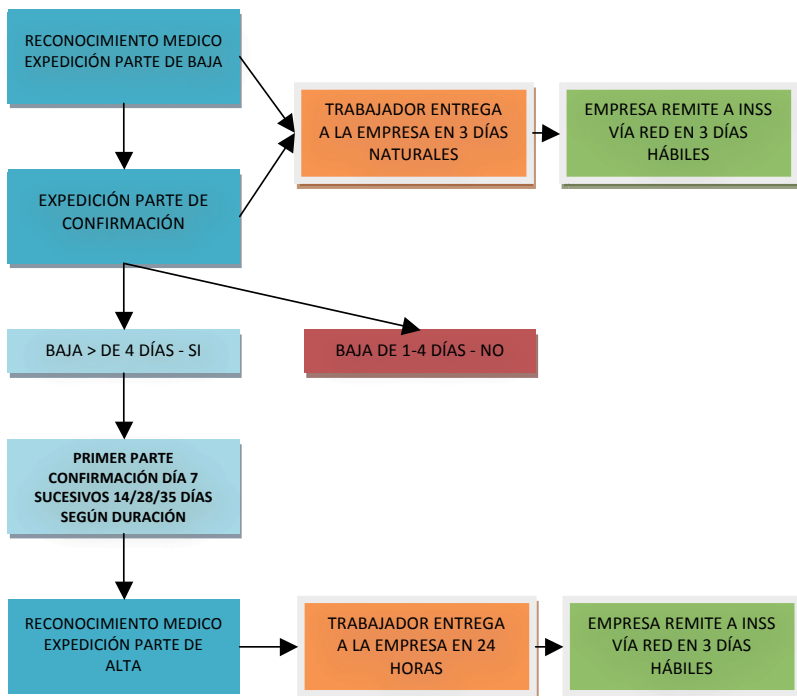 RECONOCIMIENTO MEDICO
EXPEDICIÓN PARTE DE BAJA
TRABAJADOR ENTREGA
A LA EMPRESA EN 3 DÍAS
NATURALES
EMPRESA REMITE A INSS
VÍA RED EN 3 DÍAS
HÁBILES
EXPEDICIÓN PARTE DE
CONFIRMACIÓN
BAJA > DE 4 DÍAS - SI
BAJA DE 1-4 DÍAS - NO
PRIMER PARTE
CONFIRMACIÓN DÍA 7
SUCESIVOS 14/28/35 DÍAS
SEGÚN DURACIÓN
RECONOCIMIENTO MEDICO
EXPEDICIÓN PARTE DE
ALTA
TRABAJADOR ENTREGA
A LA EMPRESA EN 24
HORAS
EMPRESA REMITE A INSS
VÍA RED EN 3 DÍAS
HÁBILES